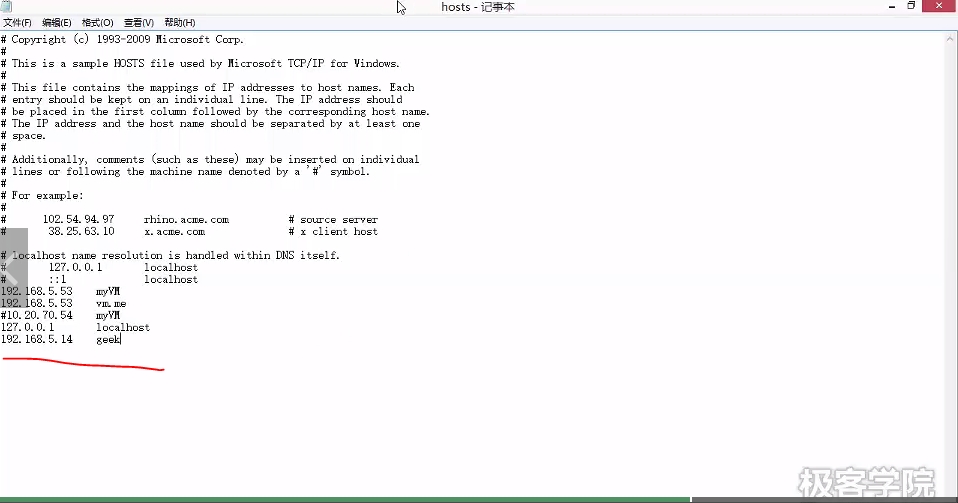 hosts - 记事本
文件(F) 编辑(E) 格式(O) 查看(V) 帮助(H)
# Copyright (c) 1993-2009 Microsoft Corp.
#
# This is a sample HOSTS file used by Microsoft TCP/IP for Windows.
#
# This file contains the mappings of IP addresses to host names. Each
# entry should be kept on an individual line. The IP address should
# be placed in the first column followed by the corresponding host name.
# The IP address and the host name should be separated by at least one
# space.
#
# Additionally, comments (such as these) may be inserted on individual
# lines or following the machine name denoted by a '#' symbol.
#
# For example:
#
# 102.54.94.97 rhino.acme.com # source server
# 38.25.63.10 x.acme.com # x client host
# localhost name resolution is handled within DNS itself.
# 127.0.0.1 localhost
# ::1 localhost
192.168.5.53 myVM
192.168.5.53 vm.me
#10.20.70.54 myVM
127.0.0.1 localhost
192.168.5.14 geek
极客学院